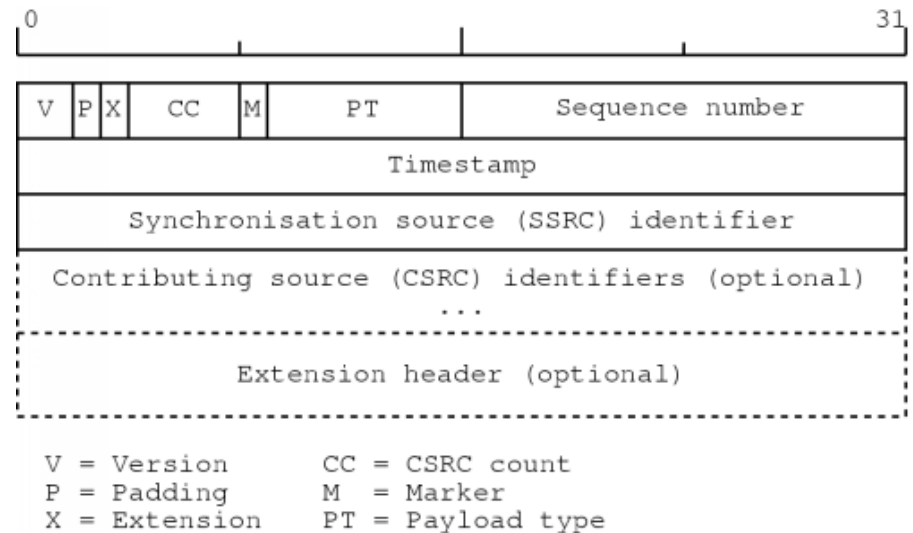 0 31
V P X CC M PT Sequence number
Timestamp
Synchronisation source (SSRC) identifier
Contributing source (CSRC) identifiers (optional)
...
Extension header (optional)
V = Version CC = CSRC count
P = Padding M = Marker
X = Extension PT = Payload type